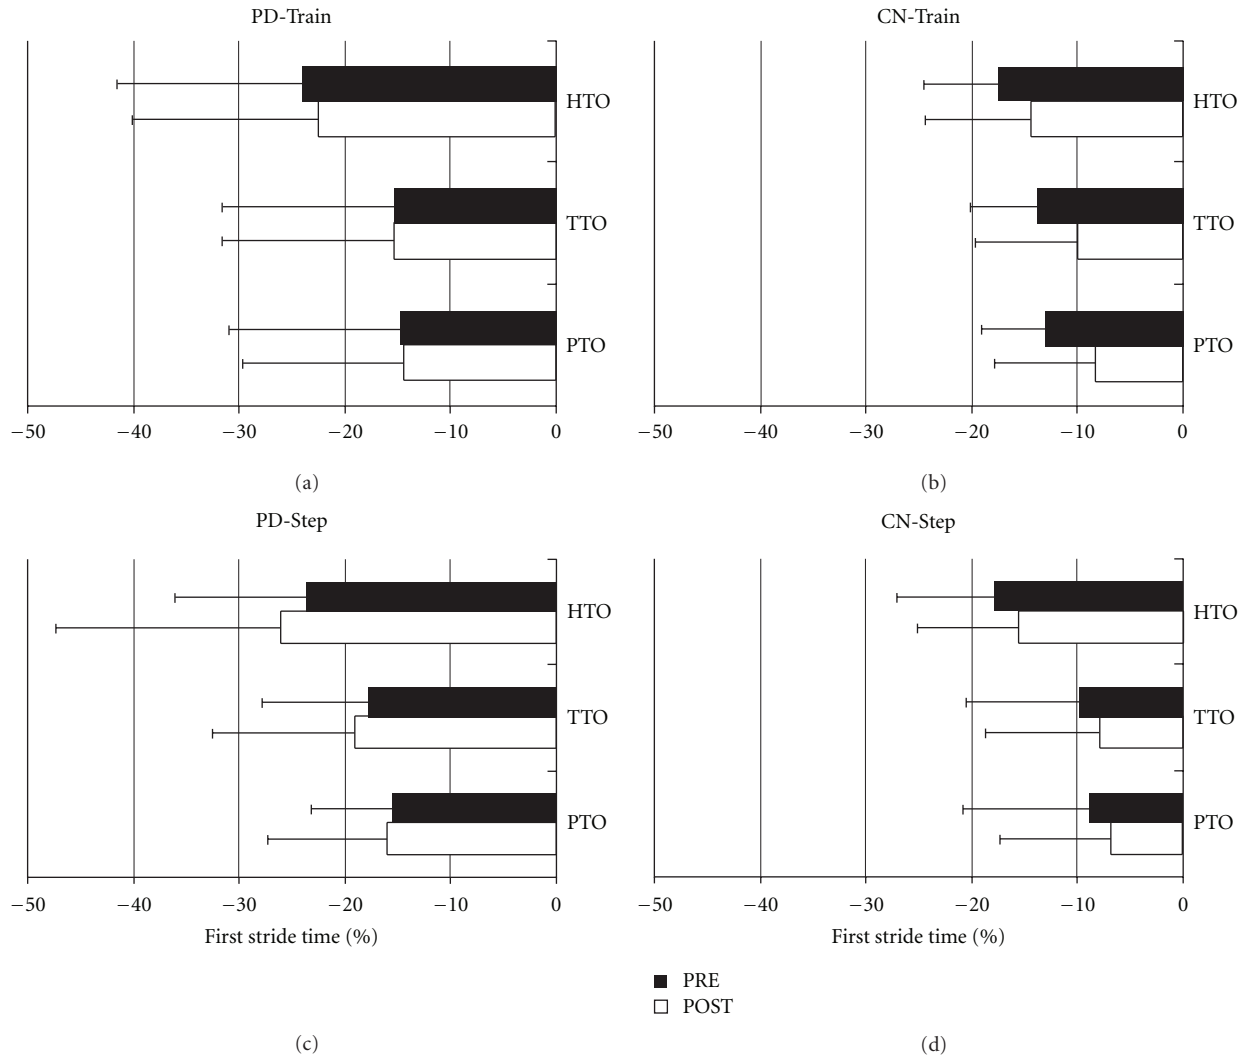 PD-Train
CN-Train
HTO
TTO
PTO
−50 −40 −30 −20 −10 0
(a)
HTO
TTO
PTO
−50 −40 −30 −20 −10 0
(b)
PD-Step
CN-Step
HTO
TTO
PTO
−50 −40 −30 −20 −10 0
First stride time (%)
HTO
TTO
PTO
−50 −40 −30 −20 −10 0
First stride time (%)
PRE
POST
(c)
(d)